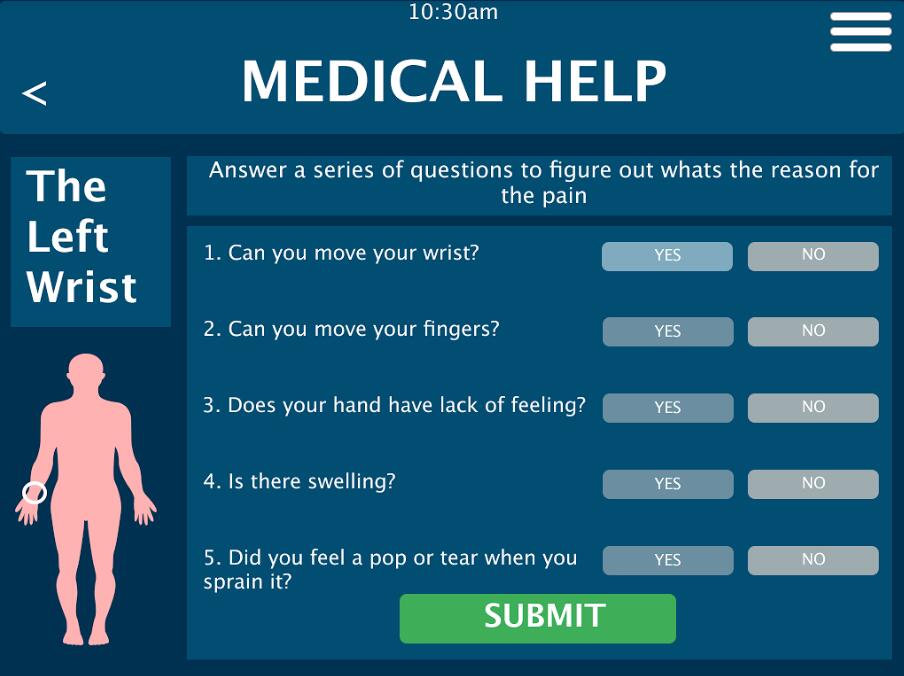 10:30am
<
MEDICAL HELP
The
Left
Wrist
Answer a series of questions to figure out whats the reason for
the pain
1. Can you move your wrist? YES NO
2. Can you move your fingers? YES NO
3. Does your hand have lack of feeling? YES NO
4. Is there swelling? YES NO
5. Did you feel a pop or tear when you YES NO
sprain it?
SUBMIT